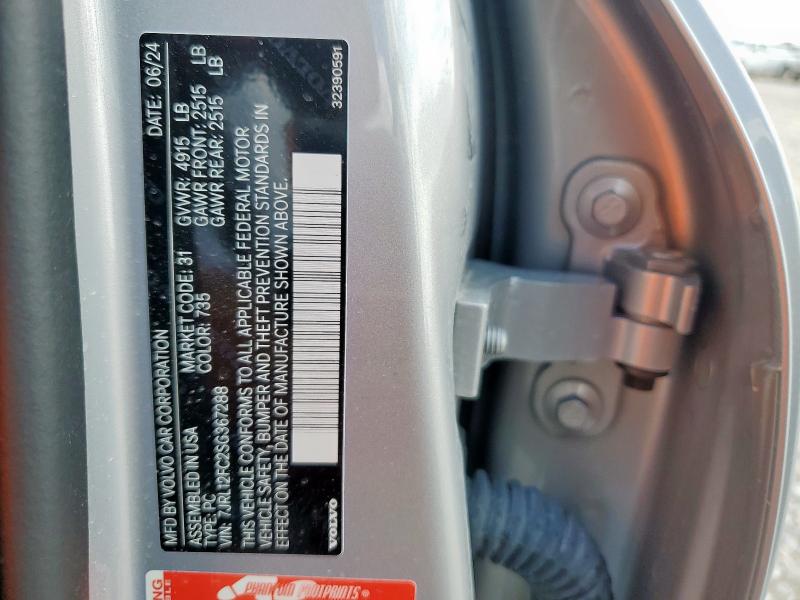 MFD BY VOLVO CAR CORPORATION DATE: 06/24
ASSEMBLED IN USA MARKET CODE: 31 GVWR: 4915 LB
TYPE: PC COLOR: 735 GAWR FRONT: 2515 LB
VIN: 7JRL12FC2SG367288 GAWR REAR: 2515 LB
THIS VEHICLE CONFORMS TO ALL APPLICABLE FEDERAL MOTOR
VEHICLE SAFETY, BUMPER AND THEFT PREVENTION STANDARDS IN
EFFECT ON THE DATE OF MANUFACTURE SHOWN ABOVE.
VOLVO 32390591
PHANTOM FOOTPRINTS®